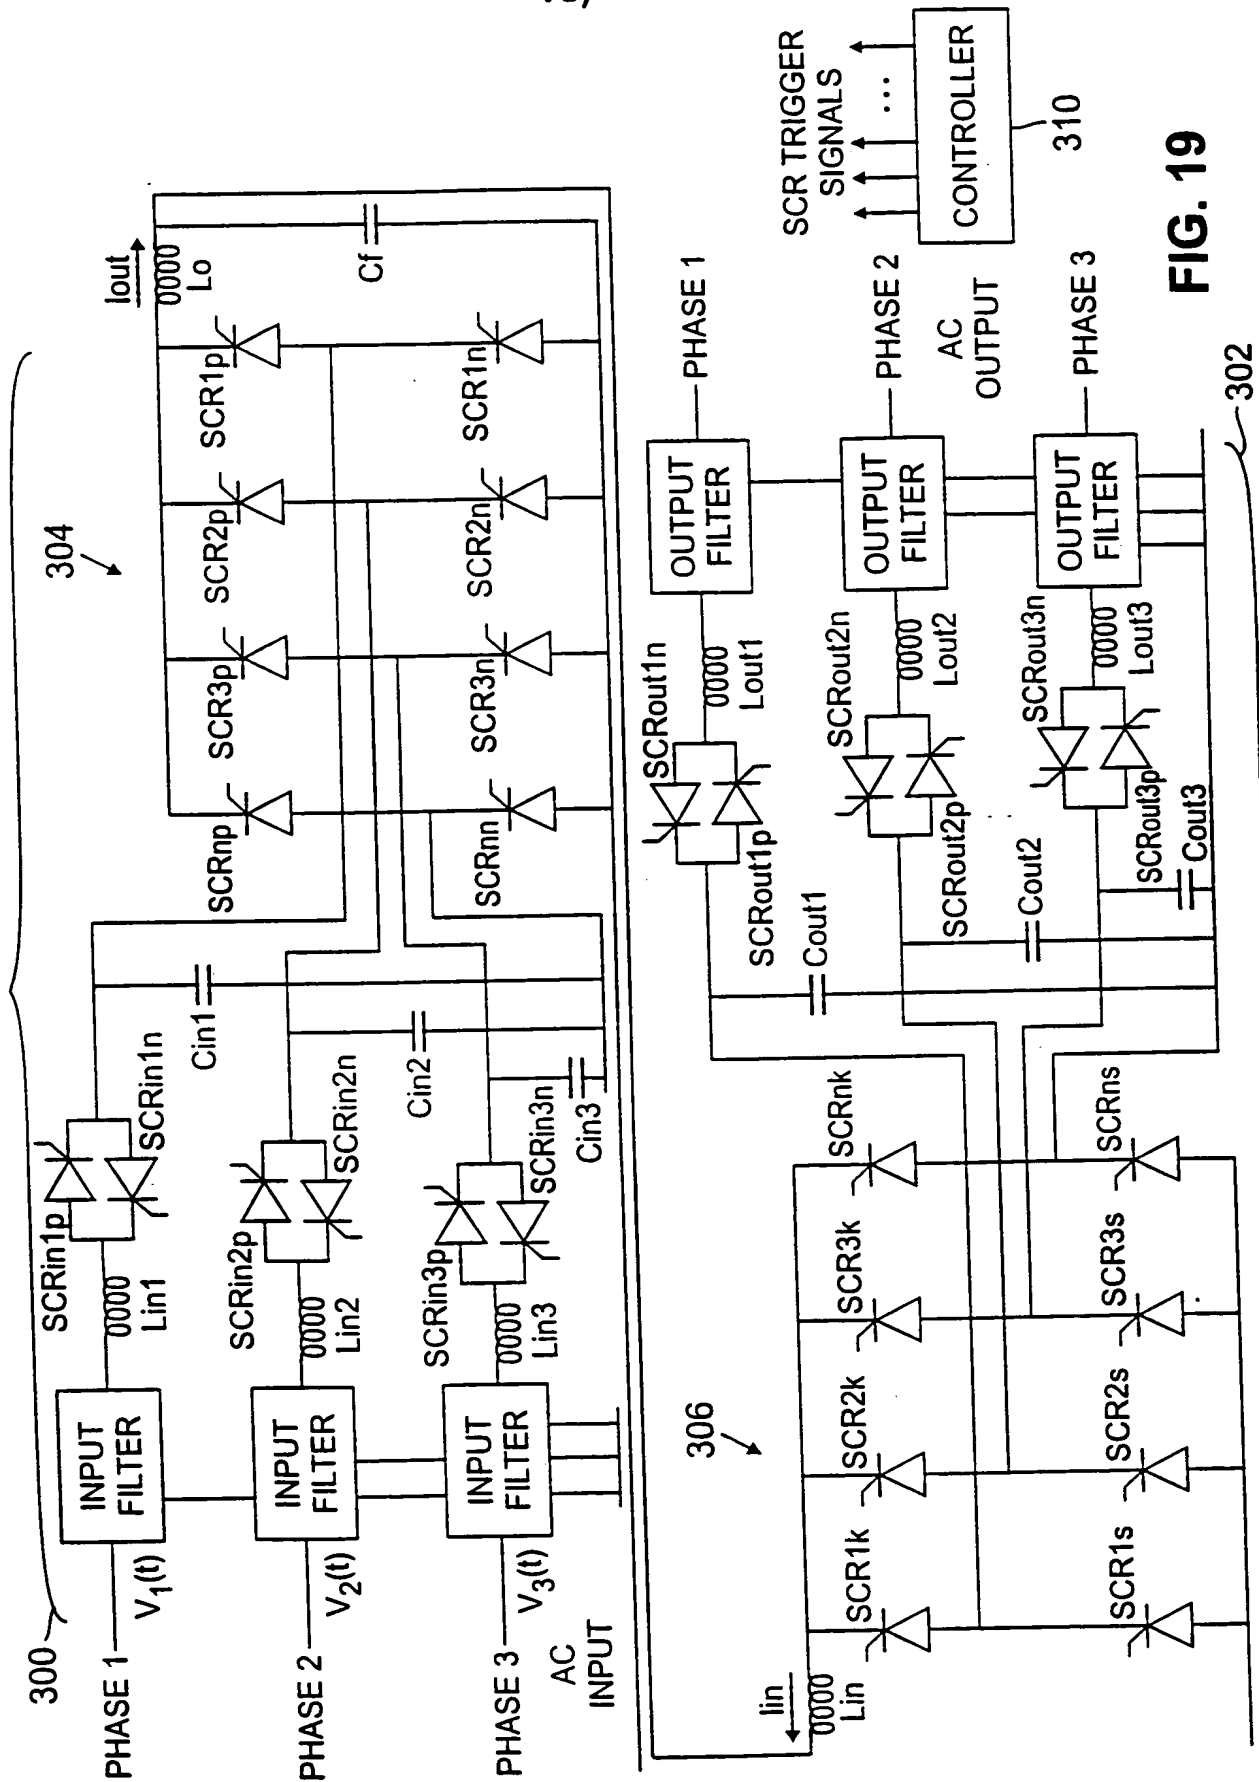 300
PHASE 1
V1(t)
INPUT
FILTER
Lin1
SCRin1p
SCRin1n
Cin1
PHASE 2
V2(t)
INPUT
FILTER
Lin2
SCRin2p
SCRin2n
Cin2
PHASE 3
V3(t)
INPUT
FILTER
Lin3
SCRin3p
SCRin3n
Cin3
AC
INPUT
304
SCRnp
SCR3p
SCR2p
SCR1p
SCRnn
SCR3n
SCR2n
SCR1n
Iout
Lo
Cf
Iin
Lin
306
SCR1k
SCR2k
SCR3k
SCRnk
SCR1s
SCR2s
SCR3s
SCRns
Cout1
SCRout1p
SCRout1n
Lout1
OUTPUT
FILTER
PHASE 1
Cout2
SCRout2p
SCRout2n
Lout2
OUTPUT
FILTER
PHASE 2
AC
OUTPUT
Cout3
SCRout3p
SCRout3n
Lout3
OUTPUT
FILTER
PHASE 3
302
SCR TRIGGER
SIGNALS
...
CONTROLLER
310
FIG. 19